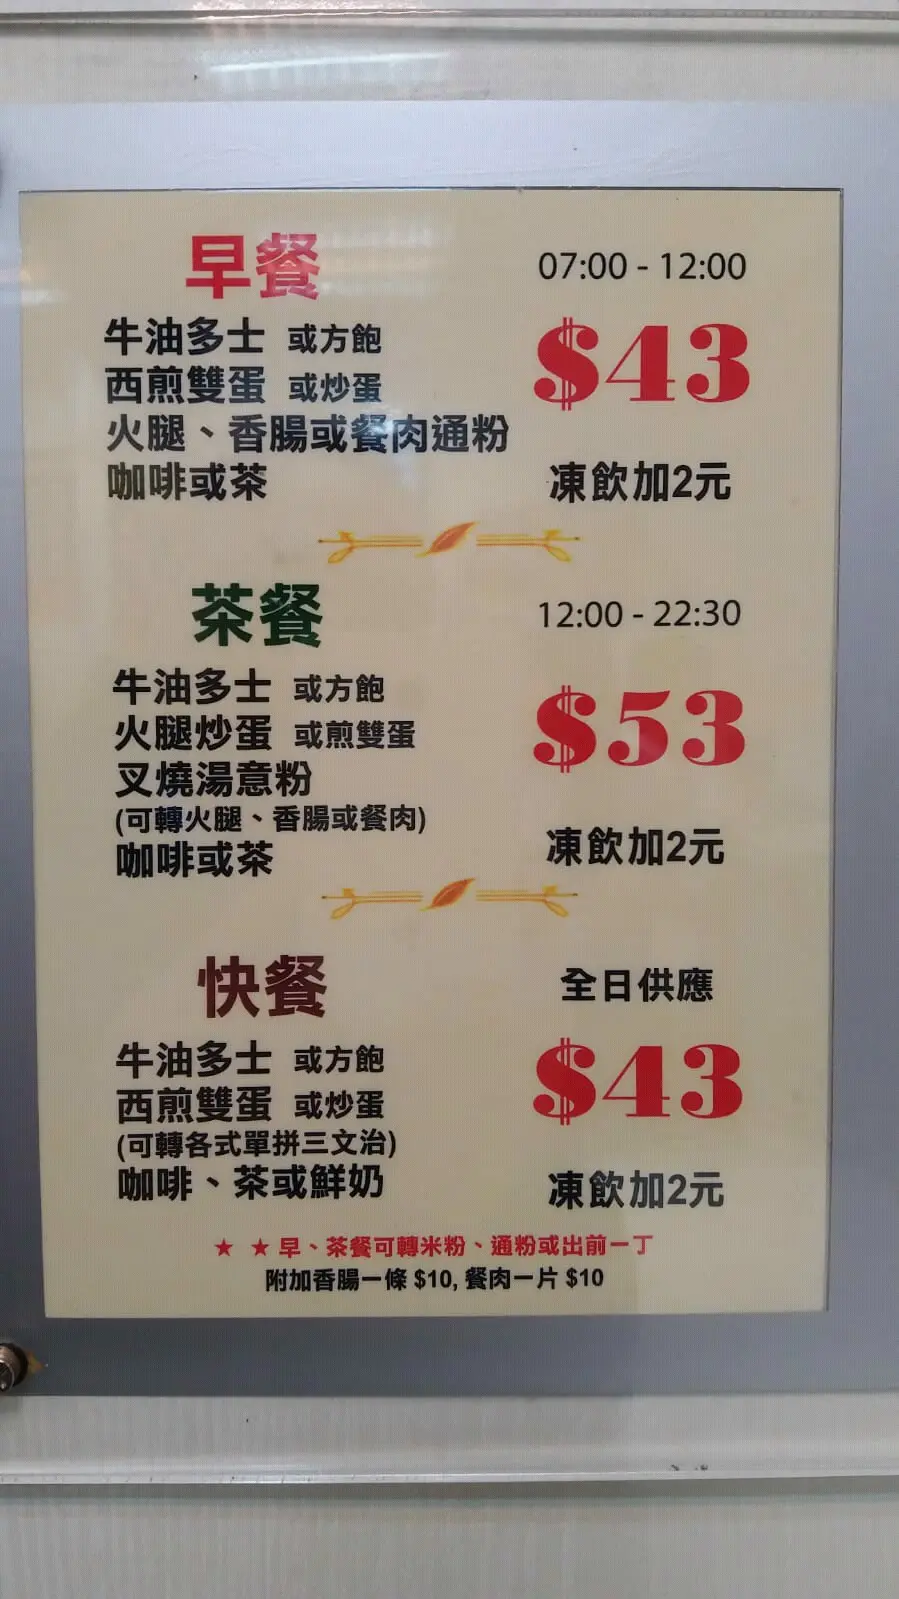 早餐 07:00 - 12:00
牛油多士 或方飽 $43
西煎雙蛋 或炒蛋
火腿、香腸或餐肉通粉
咖啡或茶 凍飲加2元
茶餐 12:00 - 22:30
牛油多士 或方飽 $53
火腿炒蛋 或煎雙蛋
叉燒湯意粉
(可轉火腿、香腸或餐肉)
咖啡或茶 凍飲加2元
快餐 全日供應
牛油多士 或方飽 $43
西煎雙蛋 或炒蛋
(可轉各式單拼三文治)
咖啡、茶或鮮奶 凍飲加2元
★ ★ 早、茶餐可轉米粉、通粉或出前一丁
附加香腸一條 $10, 餐肉一片 $10